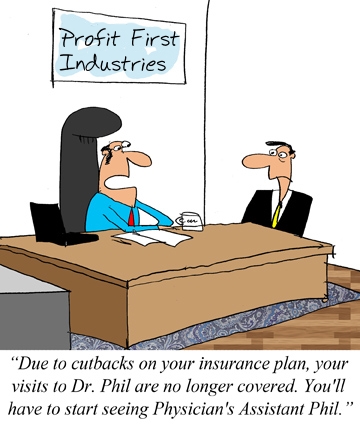 Profit First
Industries
“Due to cutbacks on your insurance plan, your
visits to Dr. Phil are no longer covered. You'll
have to start seeing Physician's Assistant Phil.”